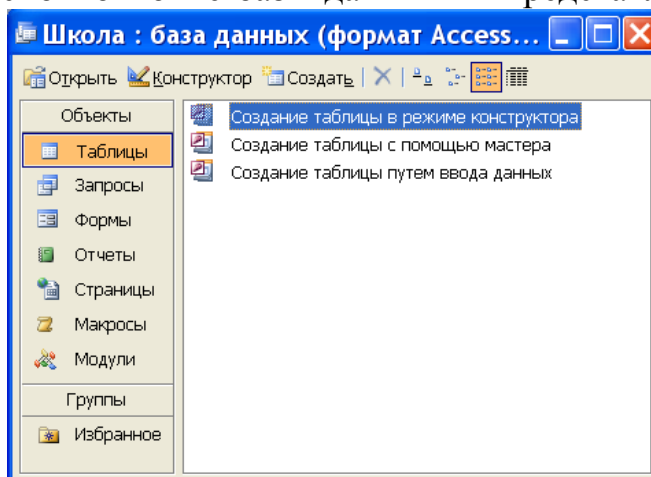 Школа : база данных (формат Access...
Открыть Конструктор Создать
Объекты
Таблицы
Запросы
Формы
Отчеты
Страницы
Макросы
Модули
Группы
Избранное
Создание таблицы в режиме конструктора
Создание таблицы с помощью мастера
Создание таблицы путем ввода данных